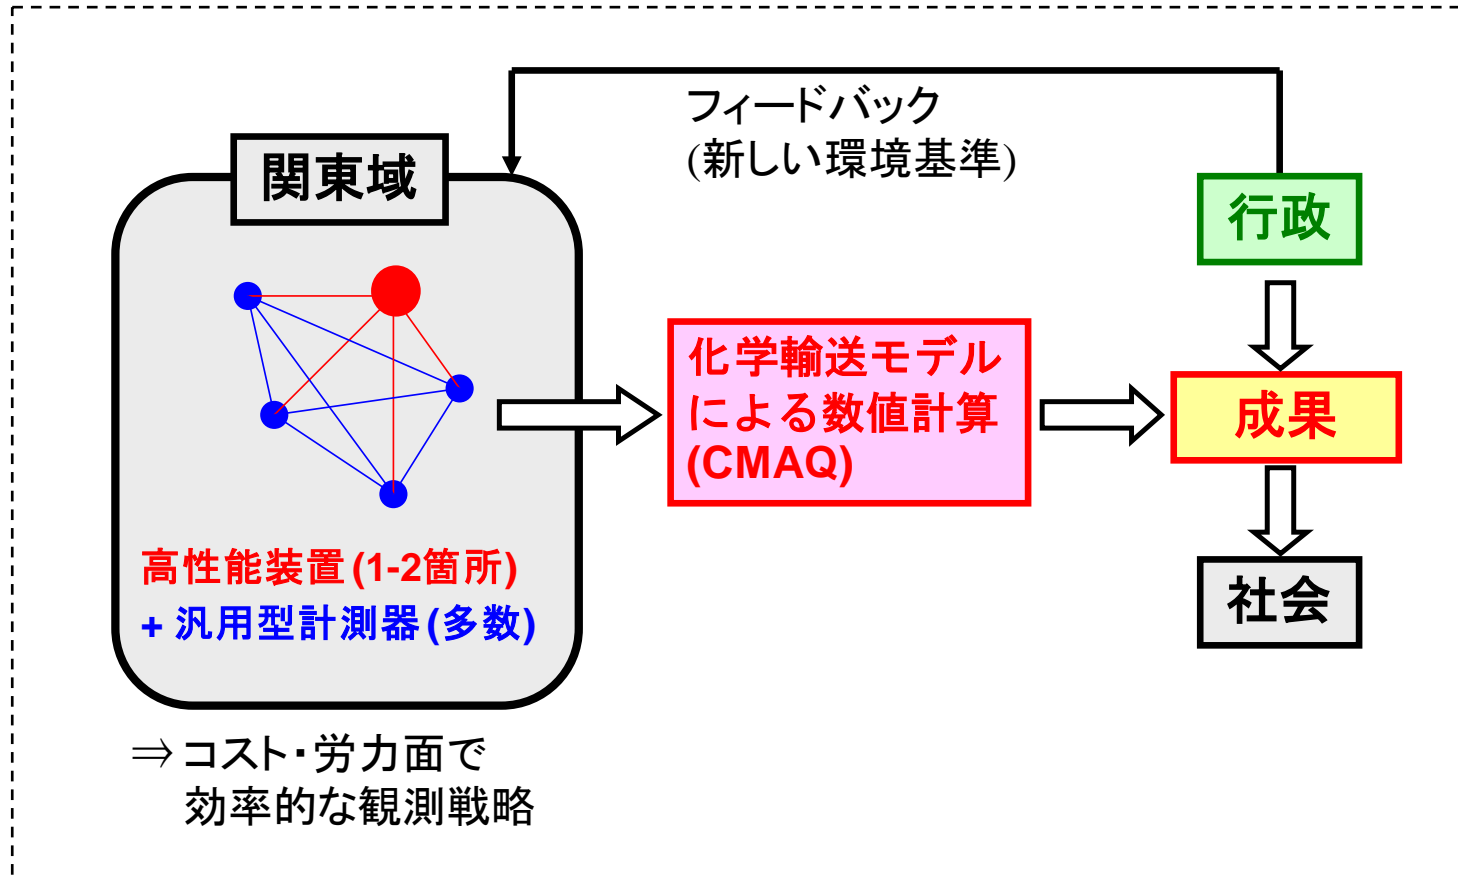 フィードバック
(新しい環境基準)
関東域
行政
化学輸送モデル
による数値計算
(CMAQ)
成果
高性能装置(1-2箇所)
+ 汎用型計測器(多数)
社会
⇒ コスト・労力面で
効率的な観測戦略